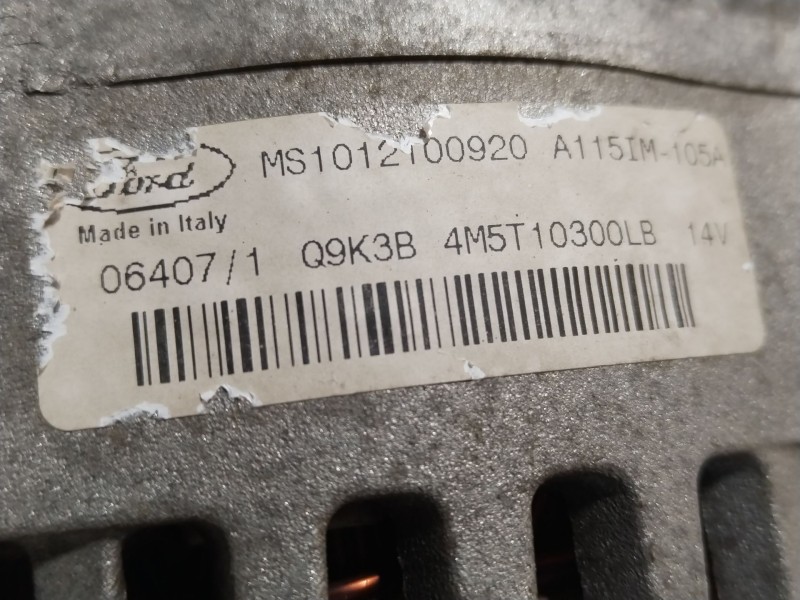 Ford MS1012100920 A115IM-105A
Made in Italy
06407/1 Q9K3B 4M5T10300LB 14V